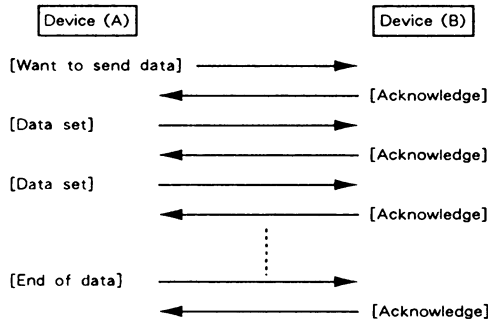 Device (A) Device (B)
[Want to send data]
[Acknowledge]
[Data set]
[Acknowledge]
[Data set]
[Acknowledge]
[End of data]
[Acknowledge]